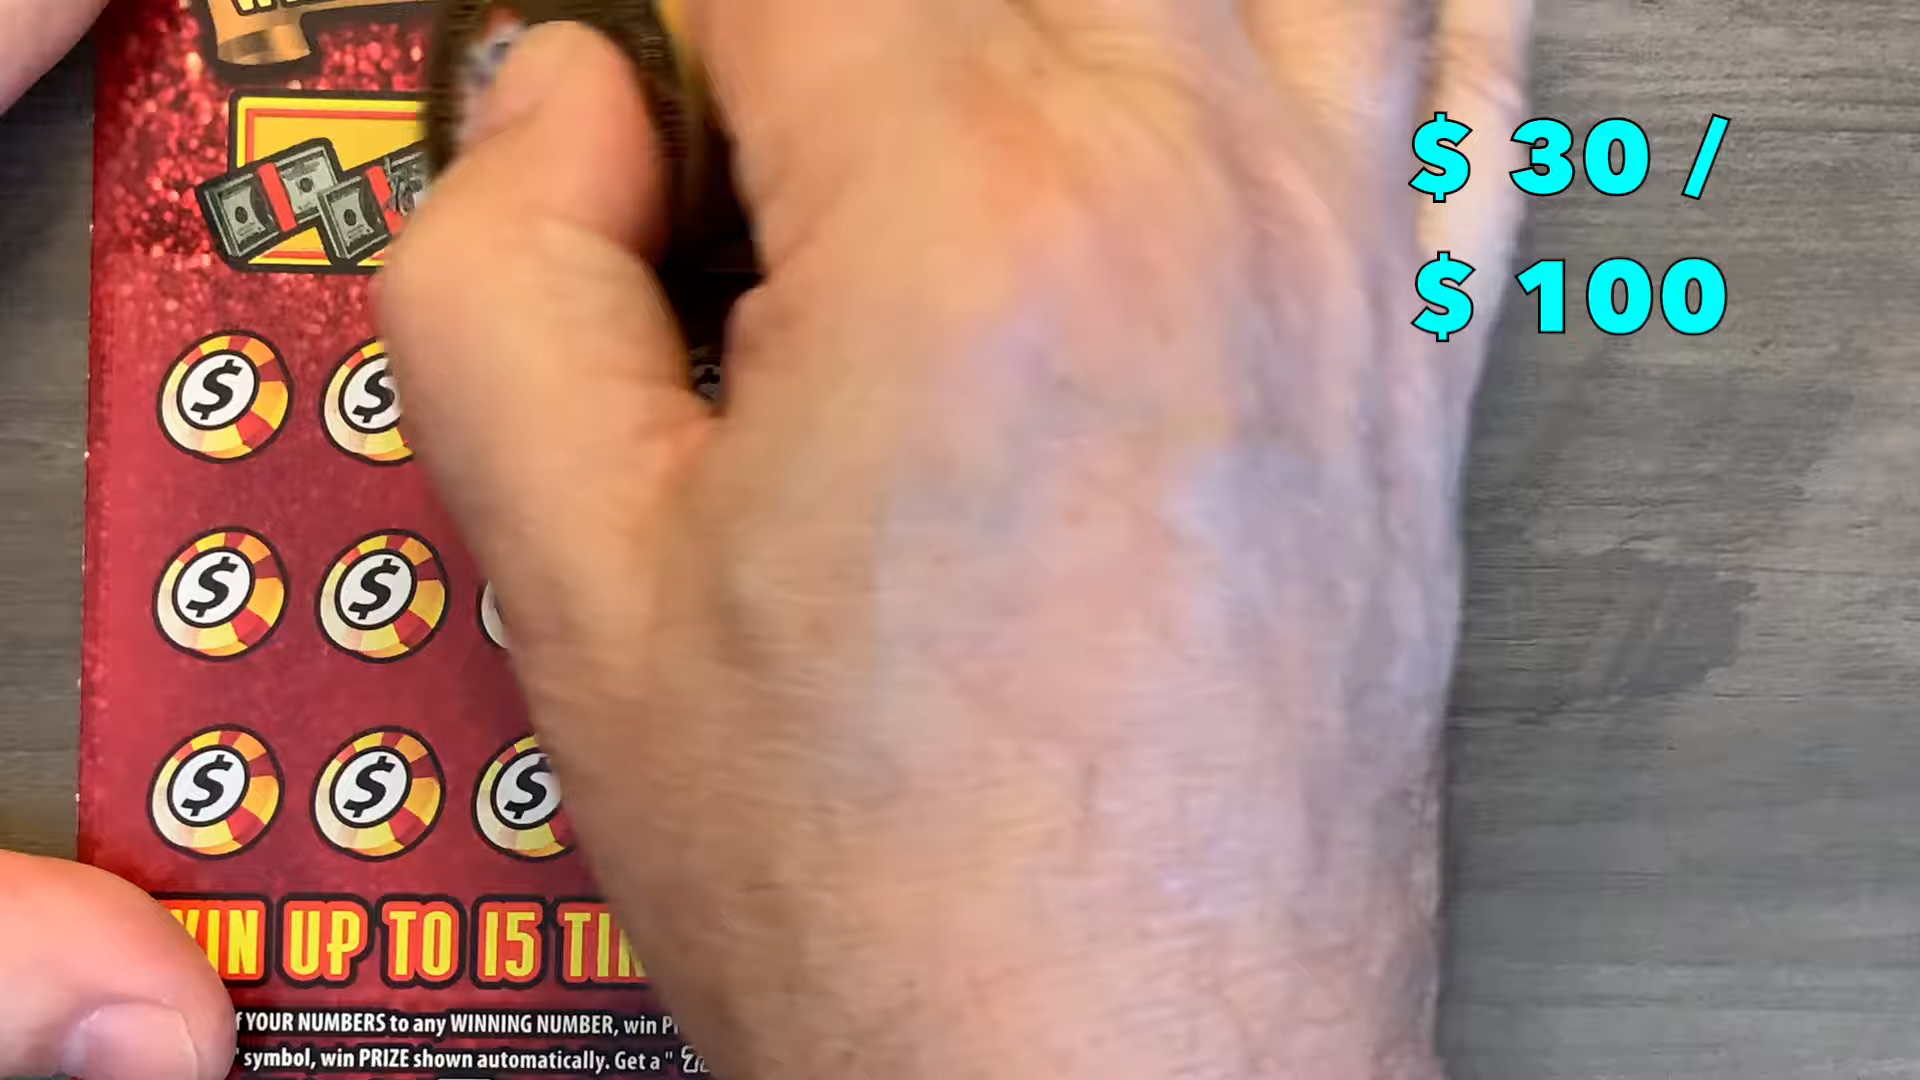 $ 30 /
$ 100
$ $
$ $
$ $ $
WIN UP TO 15
YOUR NUMBERS to any WINNING NUMBER, win
symbol, win PRIZE shown automatically. Get a "